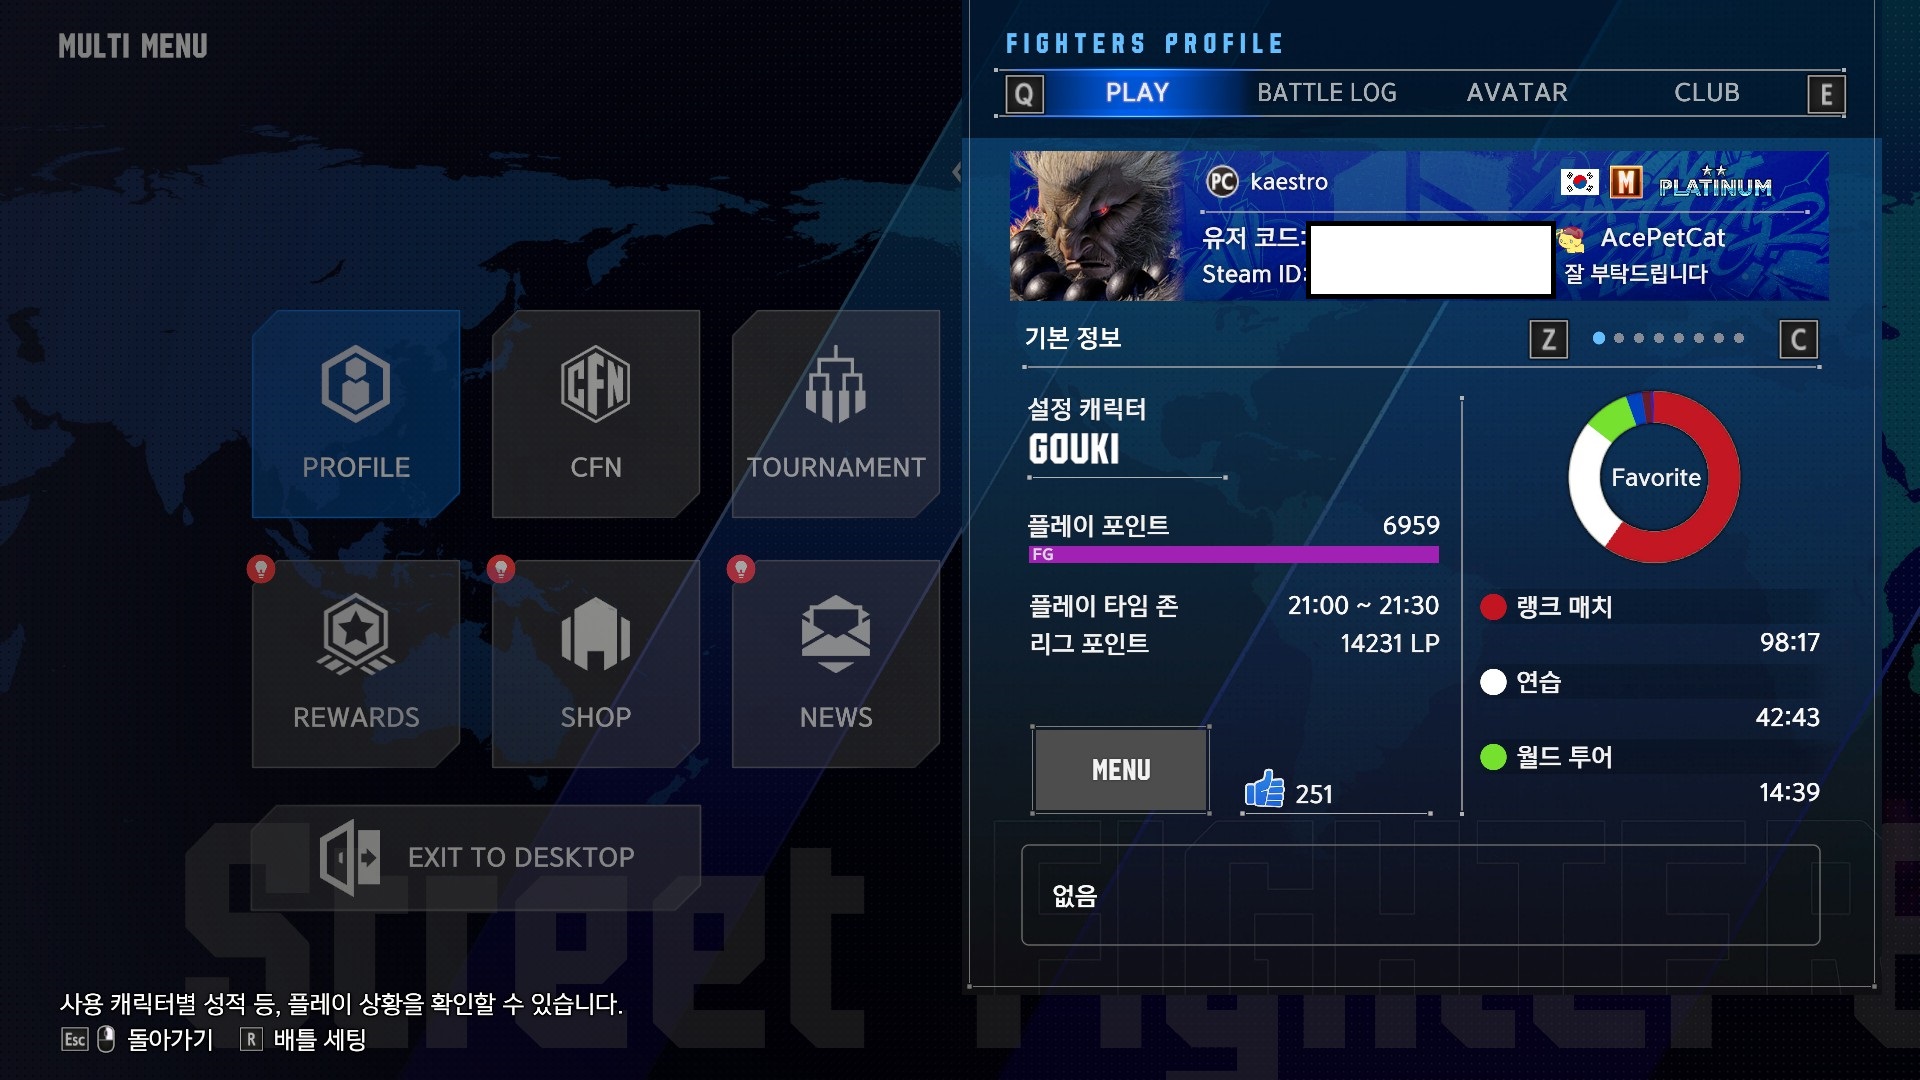 MULTI MENU
FIGHTERS PROFILE
Q PLAY BATTLE LOG AVATAR CLUB E
PC kaestro M PLATINUM
유저 코드:
AcePetCat
Steam ID:
잘 부탁드립니다
기본 정보
Z C
설정 캐릭터
GOUKI
플레이 포인트 6959
FG
플레이 타임 존 21:00 ~ 21:30
리그 포인트 14231 LP
MENU
251
Favorite
랭크 매치
98:17
연습
42:43
월드 투어
14:39
없음
PROFILE
CFN
CFN
TOURNAMENT
REWARDS
SHOP
NEWS
EXIT TO DESKTOP
Street Fighter
사용 캐릭터별 성적 등, 플레이 상황을 확인할 수 있습니다.
Esc 돌아가기 R 배틀 세팅